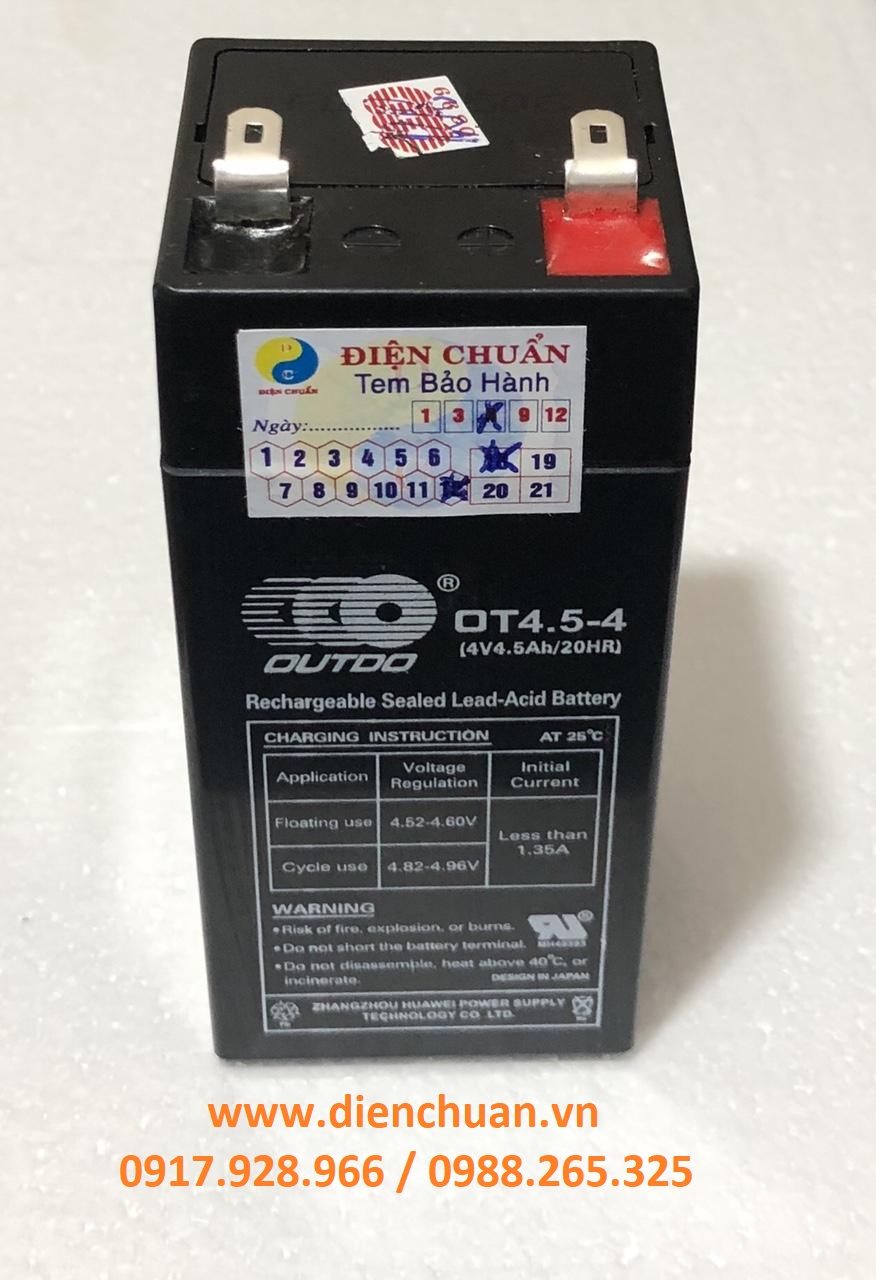 ĐIỆN CHUẨN
ĐIỆN CHUẨN
Tem Bảo Hành
Ngày:................ 1 3 9 12
1 2 3 4 5 6 19
7 8 9 10 11 20 21
®
OUTDO
OT4.5-4
(4V4.5Ah/20HR)
Rechargeable Sealed Lead-Acid Battery
CHARGING INSTRUCTION AT 25°C
Application Voltage Regulation Initial Current
Floating use 4.52-4.60V Less than 1.35A
Cycle use 4.82-4.96V
WARNING
•Risk of fire, explosion, or burns.
•Do not short the battery terminal.
•Do not disassemble, heat above 40°C, or
incinerate.
DESIGN IN JAPAN
ZHANGZHOU HUAWEI POWER SUPPLY
TECHNOLOGY CO.,LTD.
www.dienchuan.vn
0917.928.966 / 0988.265.325